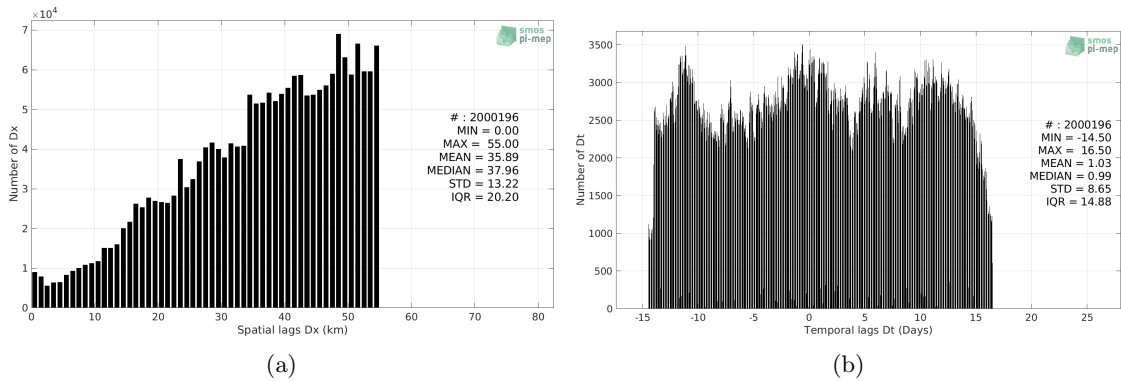 ×10⁴
7
6
5
4
3
2
1
0
Number of Dx
0 10 20 30 40 50 60 70 80
Spatial lags Dx (km)
smos
pi-mep
# : 2000196
MIN = 0.00
MAX = 55.00
MEAN = 35.89
MEDIAN = 37.96
STD = 13.22
IQR = 20.20
(a)
3500
3000
2500
2000
1500
1000
500
0
Number of Dt
-15 -10 -5 0 5 10 15 20 25
Temporal lags Dt (Days)
smos
pi-mep
# : 2000196
MIN = -14.50
MAX = 16.50
MEAN = 1.03
MEDIAN = 0.99
STD = 8.65
IQR = 14.88
(b)